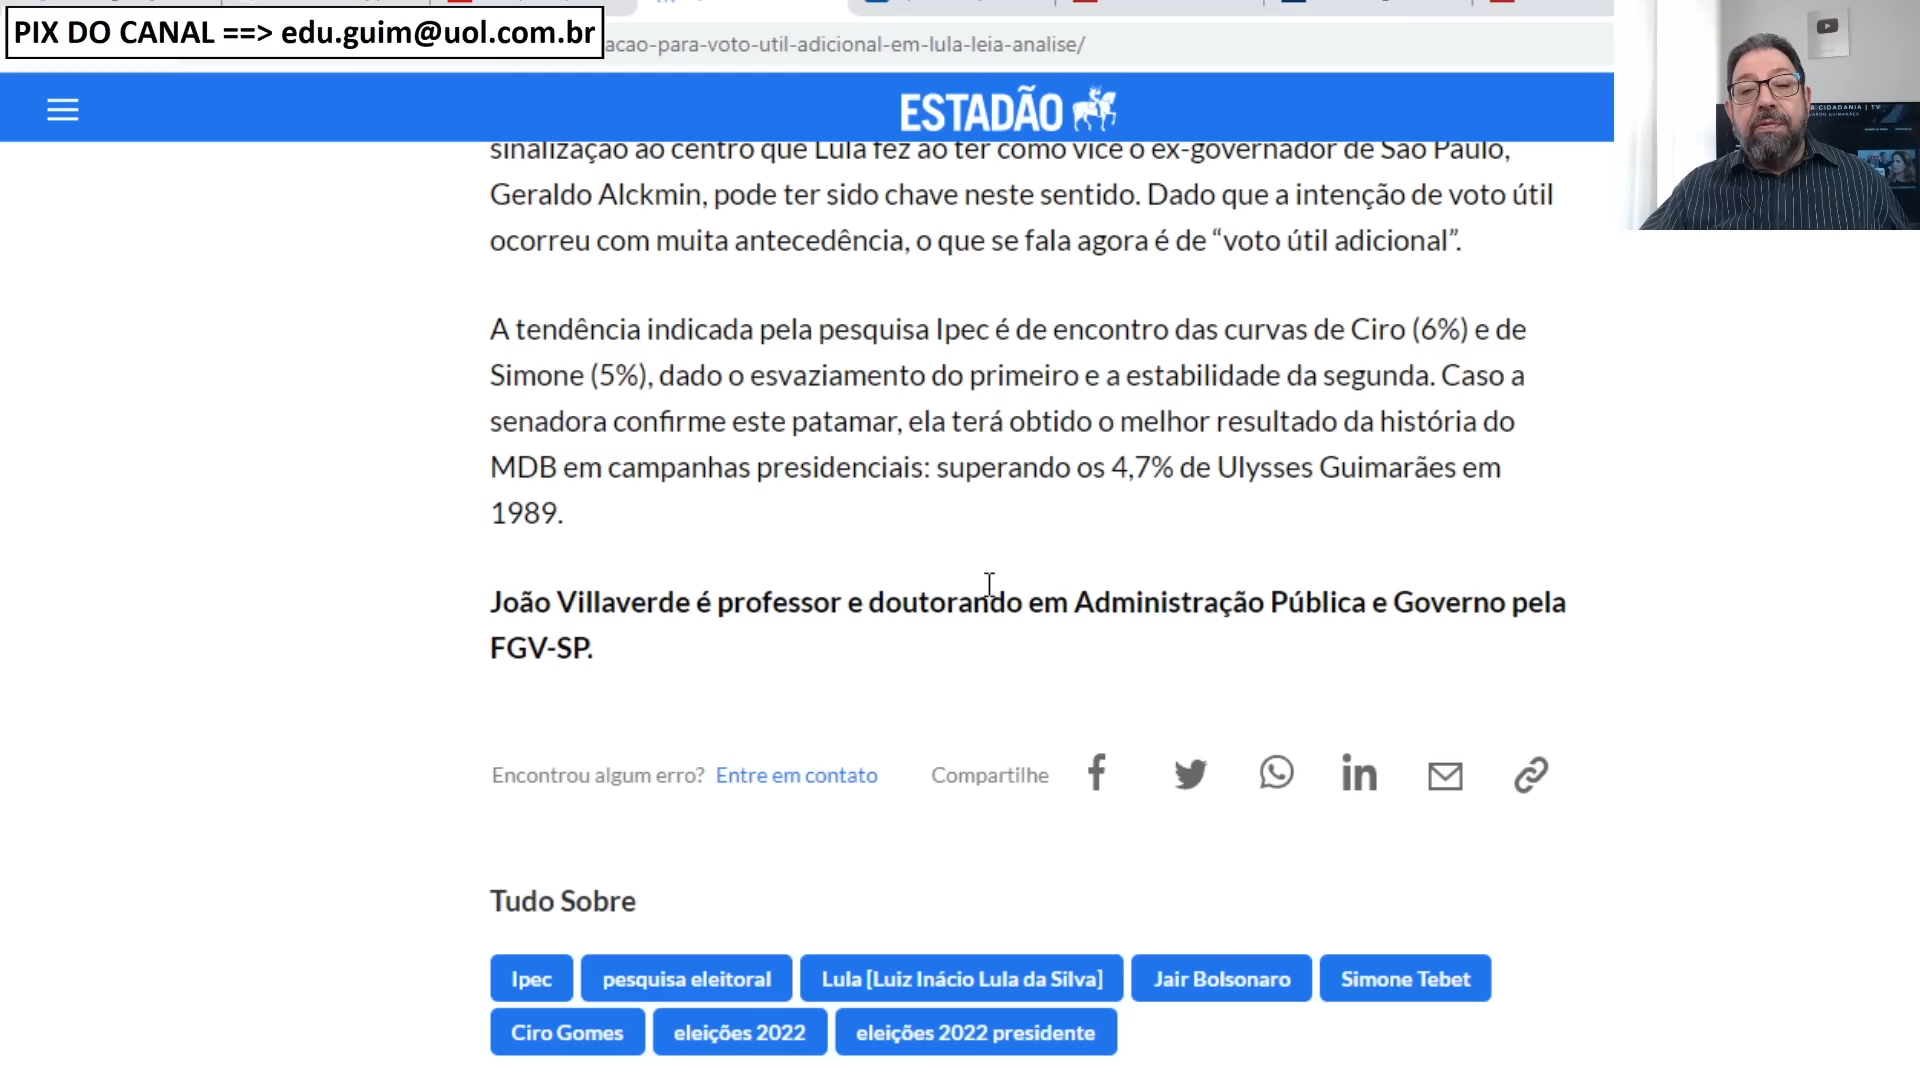 PIX DO CANAL ==> edu.guim@uol.com.br
acao-para-voto-util-adicional-em-lula-leia-analise/
ESTADÃO
sinalização ao centro que Lula fez ao ter como vice o ex-governador de São Paulo,
Geraldo Alckmin, pode ter sido chave neste sentido. Dado que a intenção de voto útil
ocorreu com muita antecedência, o que se fala agora é de “voto útil adicional”.
A tendência indicada pela pesquisa Ipec é de encontro das curvas de Ciro (6%) e de
Simone (5%), dado o esvaziamento do primeiro e a estabilidade da segunda. Caso a
senadora confirme este patamar, ela terá obtido o melhor resultado da história do
MDB em campanhas presidenciais: superando os 4,7% de Ulysses Guimarães em
1989.
João Villaverde é professor e doutorando em Administração Pública e Governo pela
FGV-SP.
Encontrou algum erro? Entre em contato Compartilhe
Tudo Sobre
Ipec pesquisa eleitoral Lula [Luiz Inácio Lula da Silva] Jair Bolsonaro Simone Tebet
Ciro Gomes eleições 2022 eleições 2022 presidente
CIDADANIA | TV
GUIMARÃES